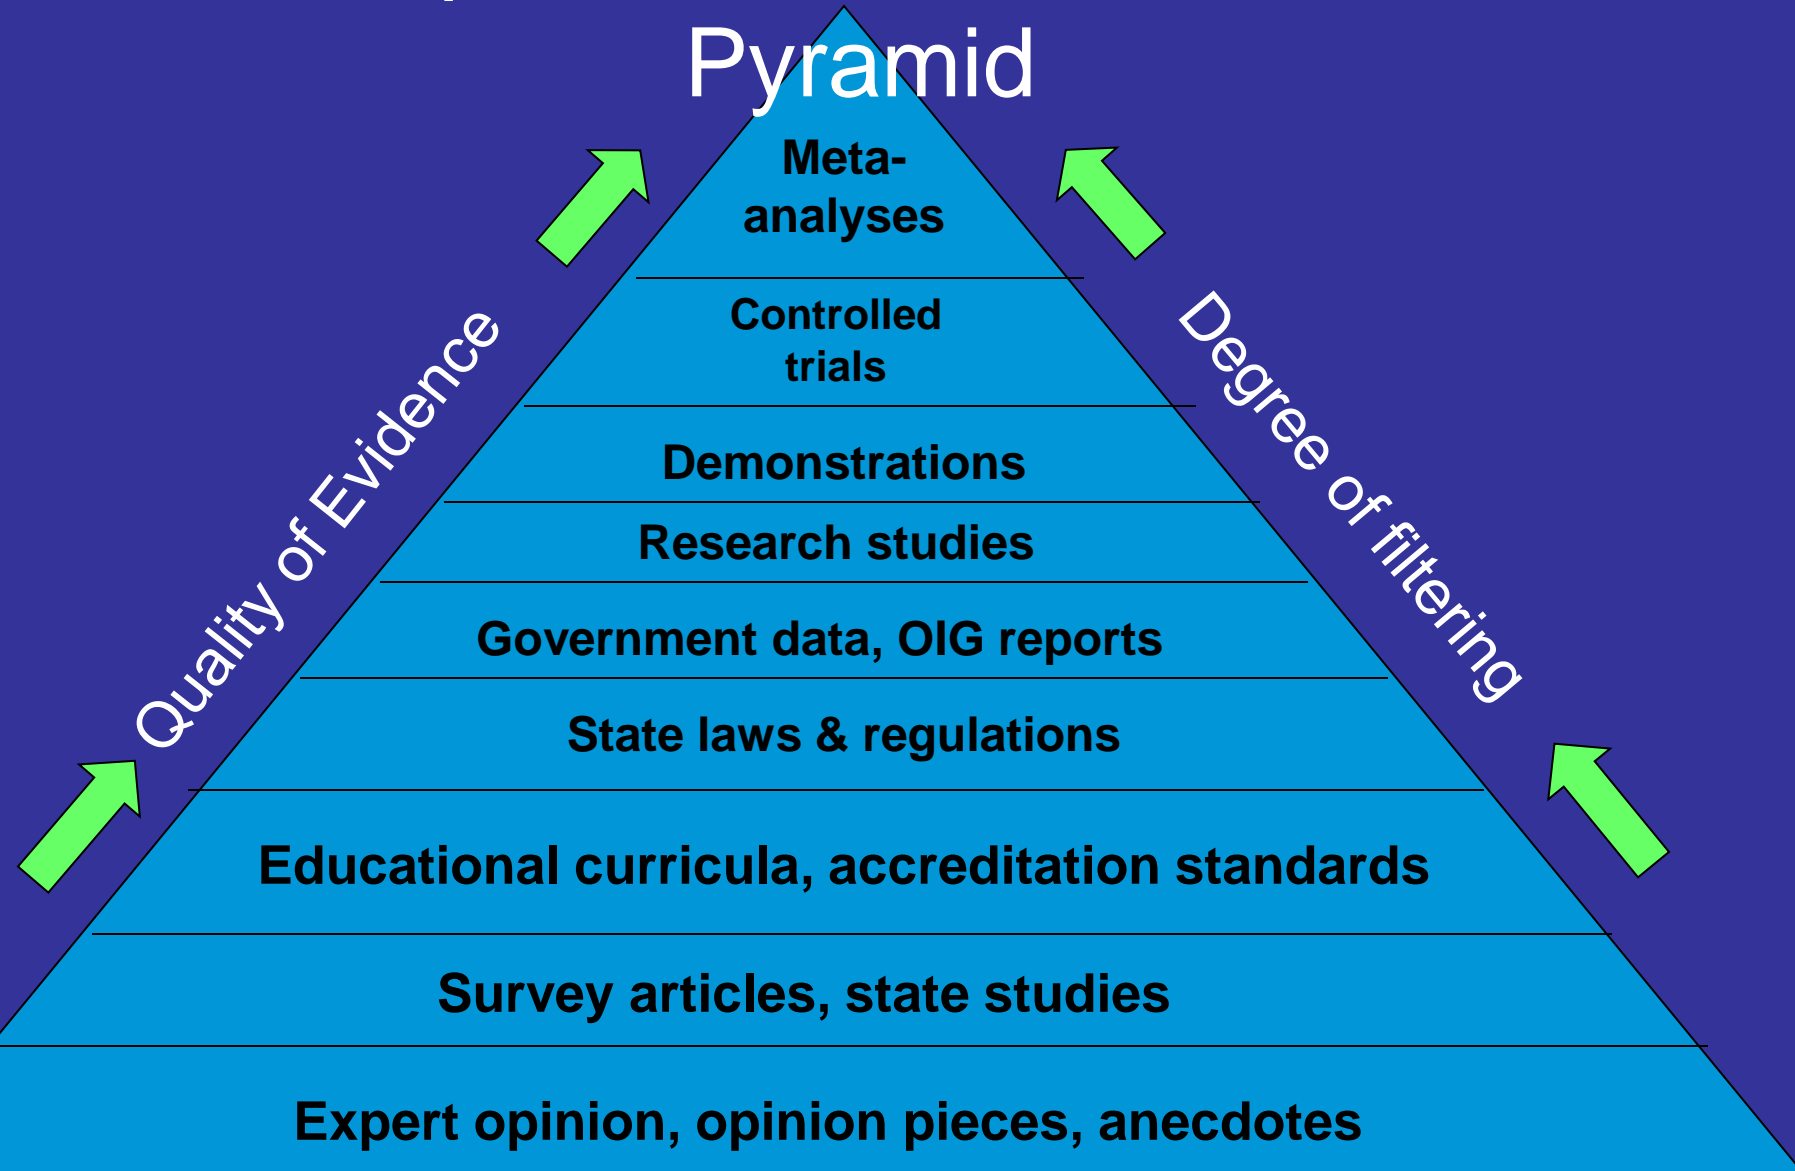 Pyramid
Meta-
analyses
Controlled
trials
Demonstrations
Research studies
Government data, OIG reports
State laws & regulations
Educational curricula, accreditation standards
Survey articles, state studies
Expert opinion, opinion pieces, anecdotes
Quality of Evidence
Degree of filtering